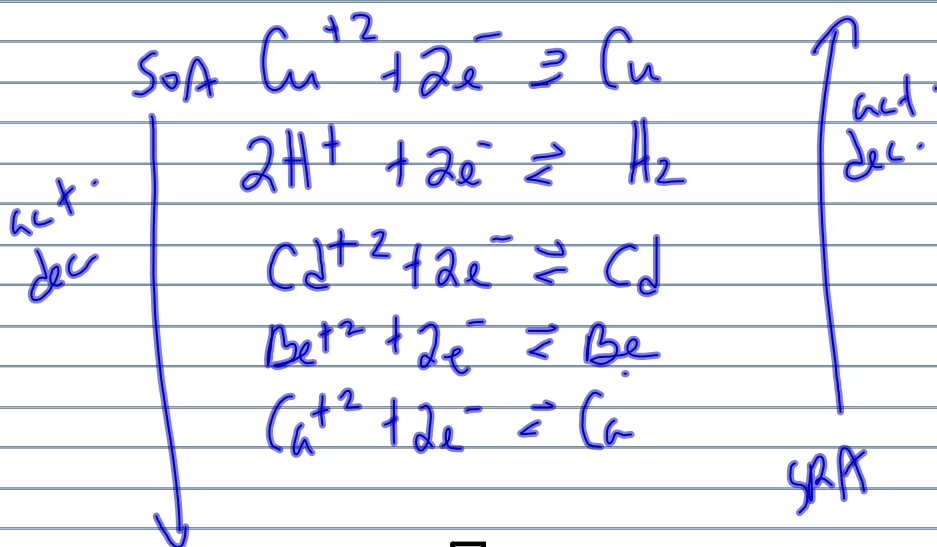 SOA Cu⁺² + 2e⁻ ⇌ Cu
2H⁺ + 2e⁻ ⇌ H₂
act. dec.
act. dec
Cd⁺² + 2e⁻ ⇌ Cd
Be⁺² + 2e⁻ ⇌ Be
Ca⁺² + 2e⁻ ⇌ Ca
SRA